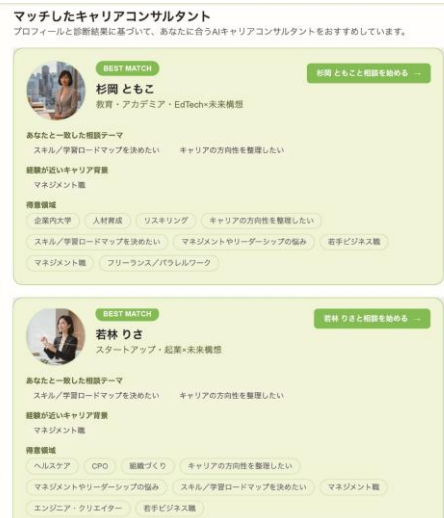 マッチしたキャリアコンサルタント
プロフィールと診断結果に基づいて、あなたに合うAIキャリアコンサルタントをおすすめしています。
BEST MATCH
杉岡 ともこと相談を始める →
杉岡 ともこ
教育・アカデミア・EdTech×未来構想
あなたと一致した相談テーマ
スキル／学習ロードマップを決めたい キャリアの方向性を整理したい
経験が近いキャリア背景
マネジメント職
得意領域
企業内大学 人材育成 リスキリング キャリアの方向性を整理したい
スキル／学習ロードマップを決めたい マネジメントやリーダーシップの悩み 若手ビジネス職
マネジメント職 フリーランス／パラレルワーク
BEST MATCH
若林 りさと相談を始める →
若林 りさ
スタートアップ・起業×未来構想
あなたと一致した相談テーマ
スキル／学習ロードマップを決めたい キャリアの方向性を整理したい
経験が近いキャリア背景
マネジメント職
得意領域
ヘルスケア CPO 組織づくり キャリアの方向性を整理したい
マネジメントやリーダーシップの悩み スキル／学習ロードマップを決めたい マネジメント職
エンジニア・クリエイター 若手ビジネス職